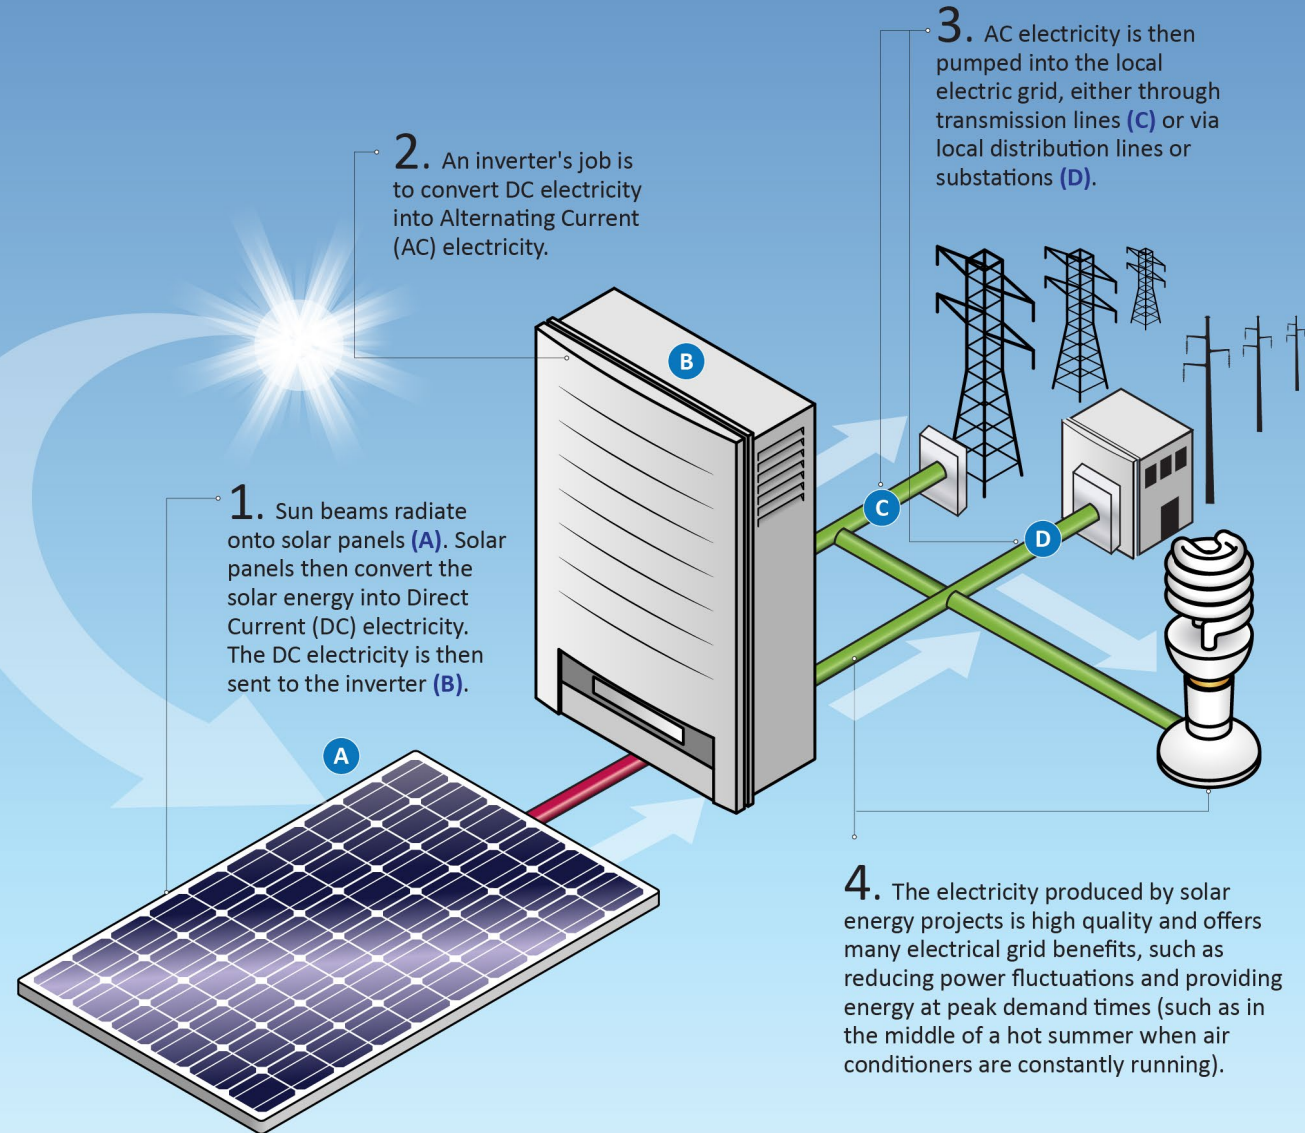 1. Sun beams radiate
onto solar panels (A). Solar
panels then convert the
solar energy into Direct
Current (DC) electricity.
The DC electricity is then
sent to the inverter (B).
2. An inverter's job is
to convert DC electricity
into Alternating Current
(AC) electricity.
3. AC electricity is then
pumped into the local
electric grid, either through
transmission lines (C) or via
local distribution lines or
substations (D).
4. The electricity produced by solar
energy projects is high quality and offers
many electrical grid benefits, such as
reducing power fluctuations and providing
energy at peak demand times (such as in
the middle of a hot summer when air
conditioners are constantly running).
A
B
C
D